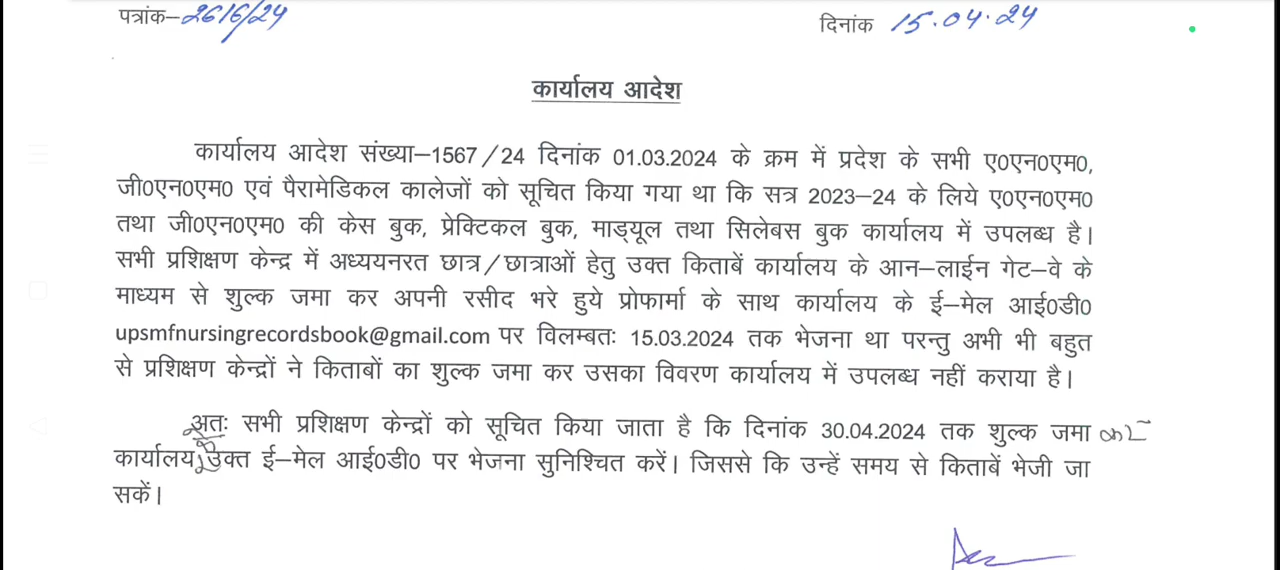 पत्रांक–2616/24 दिनांक 15.04.24
कार्यालय आदेश
कार्यालय आदेश संख्या–1567/24 दिनांक 01.03.2024 के क्रम में प्रदेश के सभी ए0एन0एम0,
जी0एन0एम0 एवं पैरामेडिकल कालेजों को सूचित किया गया था कि सत्र 2023–24 के लिये ए0एन0एम0
तथा जी0एन0एम0 की केस बुक, प्रेक्टिकल बुक, माड्यूल तथा सिलेबस बुक कार्यालय में उपलब्ध है।
सभी प्रशिक्षण केन्द्र में अध्ययनरत छात्र/छात्राओं हेतु उक्त किताबें कार्यालय के आन–लाईन गेट–वे के
माध्यम से शुल्क जमा कर अपनी रसीद भरे हुये प्रोफार्मा के साथ कार्यालय के ई–मेल आई0डी0
upsmfnursingrecordsbook@gmail.com पर विलम्बतः 15.03.2024 तक भेजना था परन्तु अभी भी बहुत
से प्रशिक्षण केन्द्रों ने किताबों का शुल्क जमा कर उसका विवरण कार्यालय में उपलब्ध नहीं कराया है।
अतः सभी प्रशिक्षण केन्द्रों को सूचित किया जाता है कि दिनांक 30.04.2024 तक शुल्क जमा कर
कार्यालय उक्त ई–मेल आई0डी0 पर भेजना सुनिश्चित करें। जिससे कि उन्हें समय से किताबें भेजी जा
सकें।